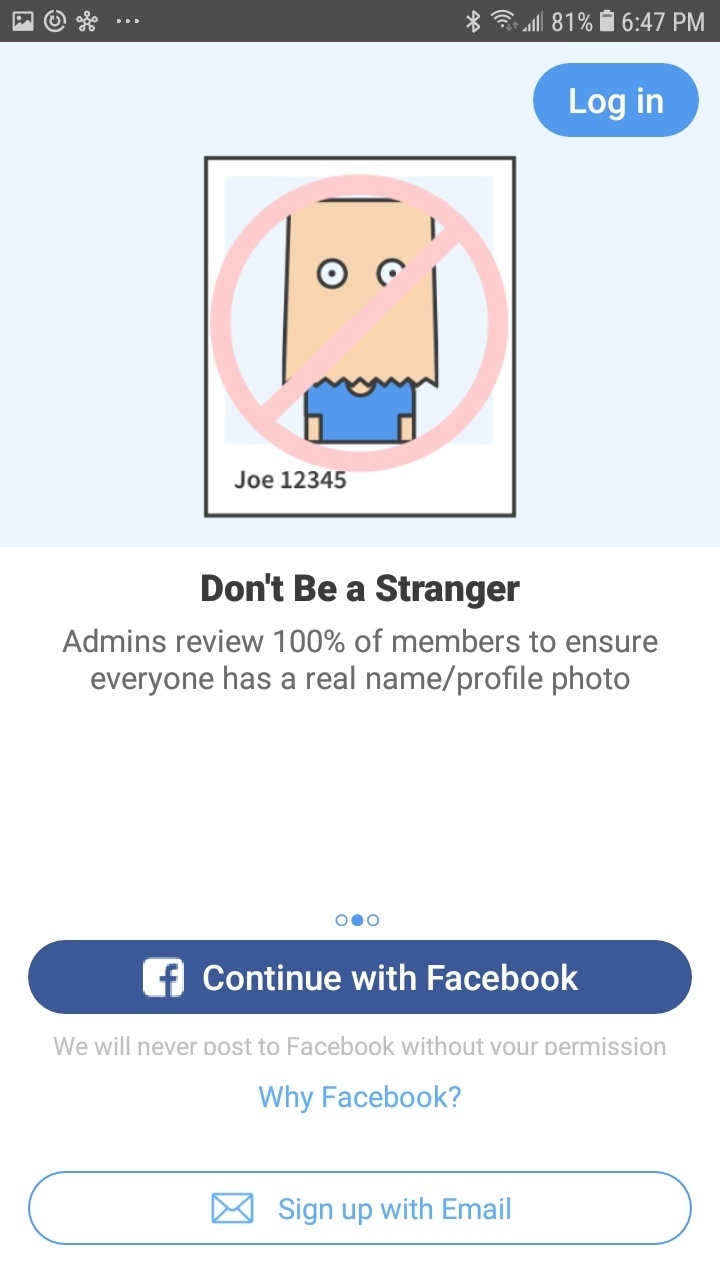 81% 6:47 PM
Log in
Joe 12345
Don't Be a Stranger
Admins review 100% of members to ensure
everyone has a real name/profile photo
Continue with Facebook
We will never post to Facebook without your permission
Why Facebook?
Sign up with Email